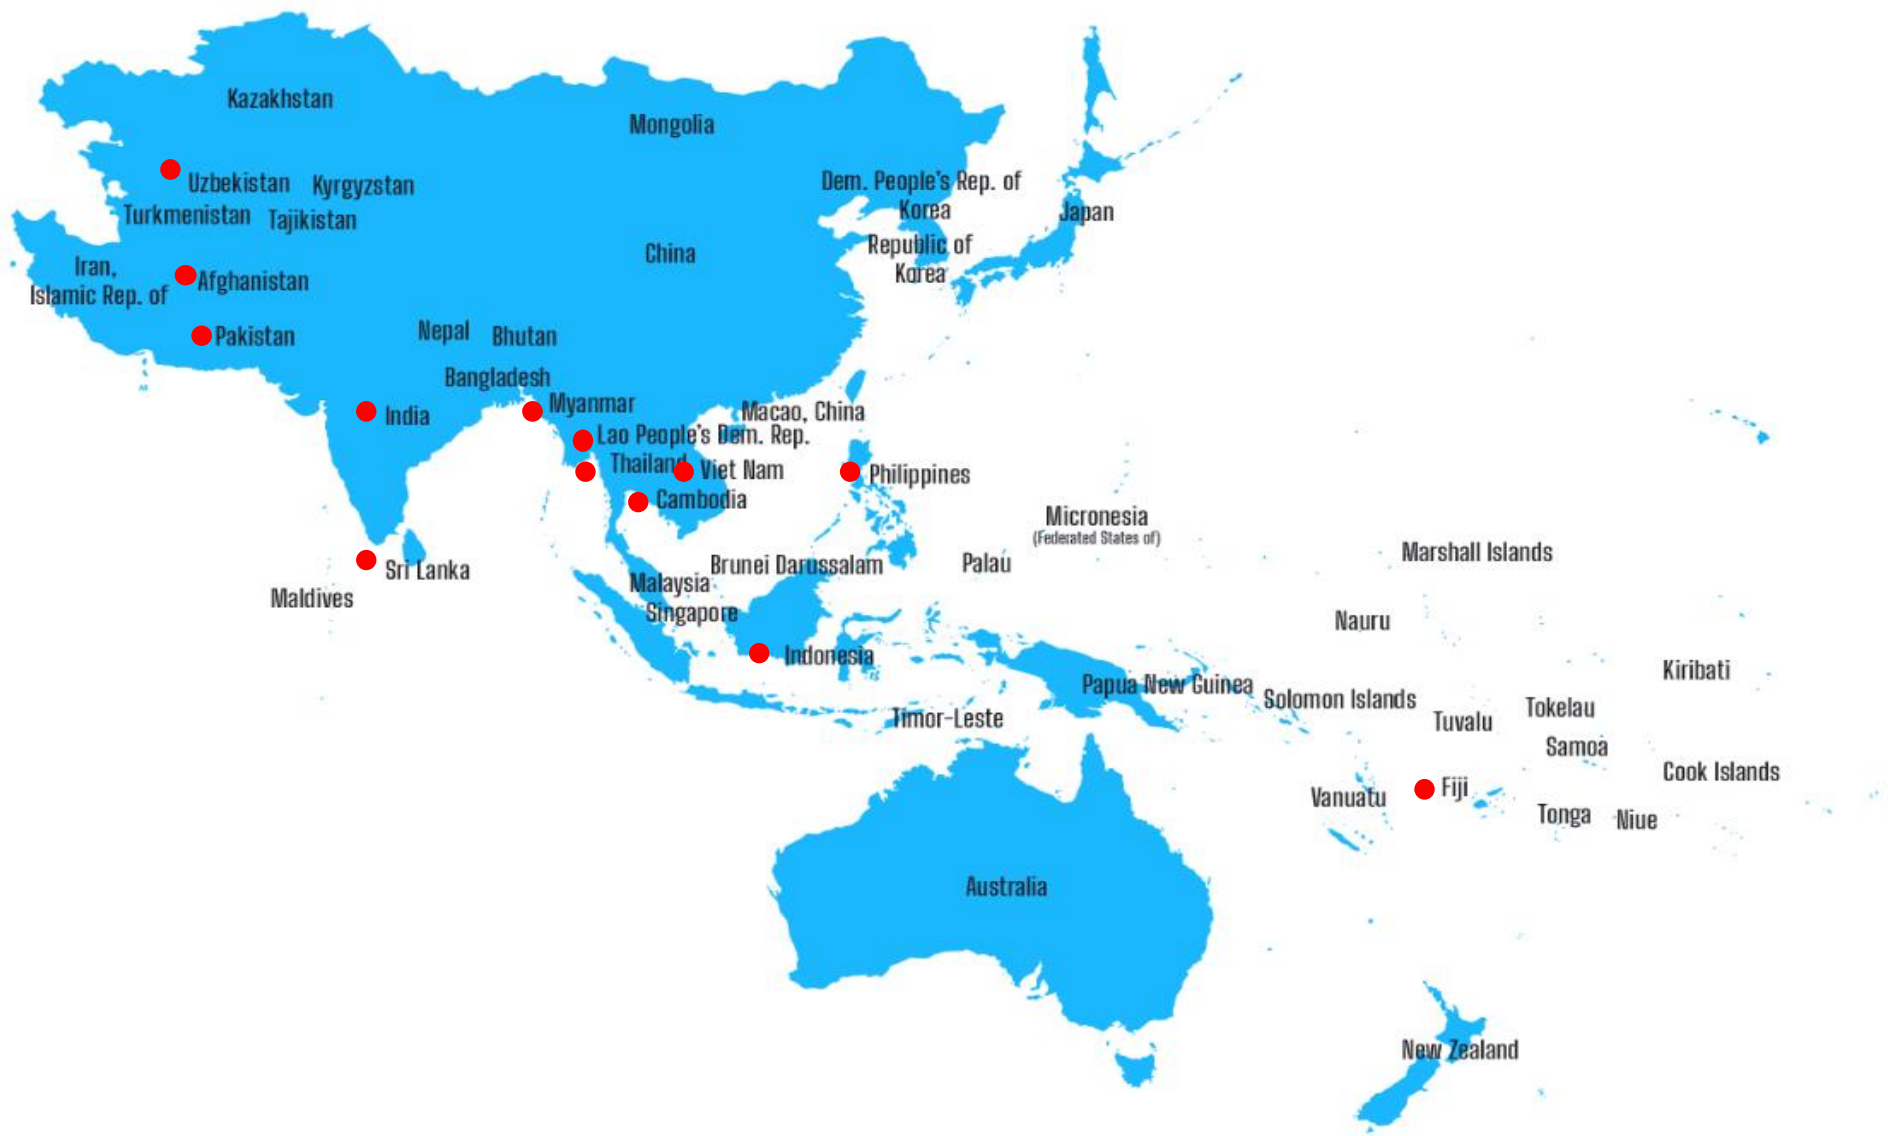 Kazakhstan
Mongolia
Uzbekistan
Kyrgyzstan
Dem. People's Rep. of
Korea
Turkmenistan
Tajikistan
Japan
Republic of
Korea
China
Iran,
Islamic Rep. of
Afghanistan
Pakistan
Nepal
Bhutan
Bangladesh
Myanmar
India
Macao, China
Lao People's Dem. Rep.
Thailand
Viet Nam
Philippines
Cambodia
Micronesia
(Federated States of)
Marshall Islands
Sri Lanka
Brunei Darussalam
Palau
Malaysia
Maldives
Singapore
Nauru
Indonesia
Kiribati
Papua New Guinea
Solomon Islands
Timor-Leste
Tuvalu
Tokelau
Samoa
Cook Islands
Vanuatu
Fiji
Tonga
Niue
Australia
New Zealand